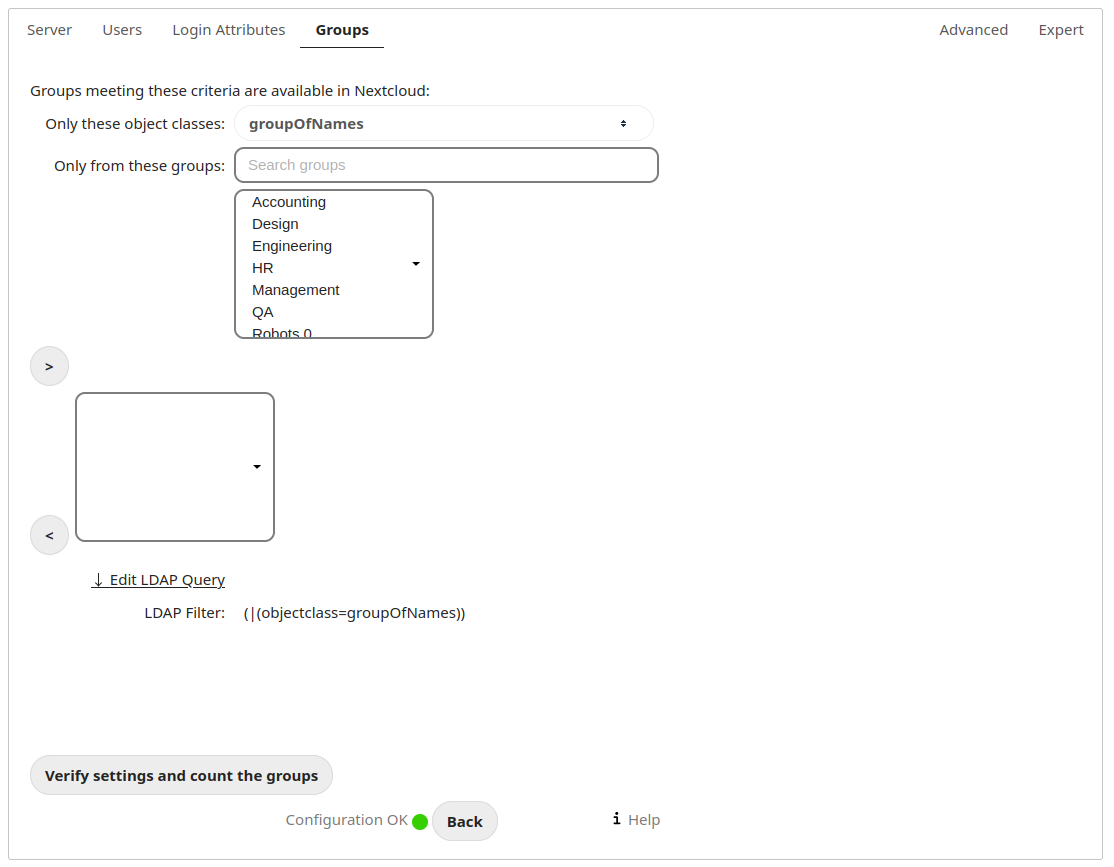 Server Users Login Attributes Groups Advanced Expert
Groups meeting these criteria are available in Nextcloud:
Only these object classes: groupOfNames
Only from these groups: Search groups
Accounting
Design
Engineering
HR
Management
QA
Robots 0
>
<
↓ Edit LDAP Query
LDAP Filter: (|(objectclass=groupOfNames))
Verify settings and count the groups
Configuration OK Back i Help